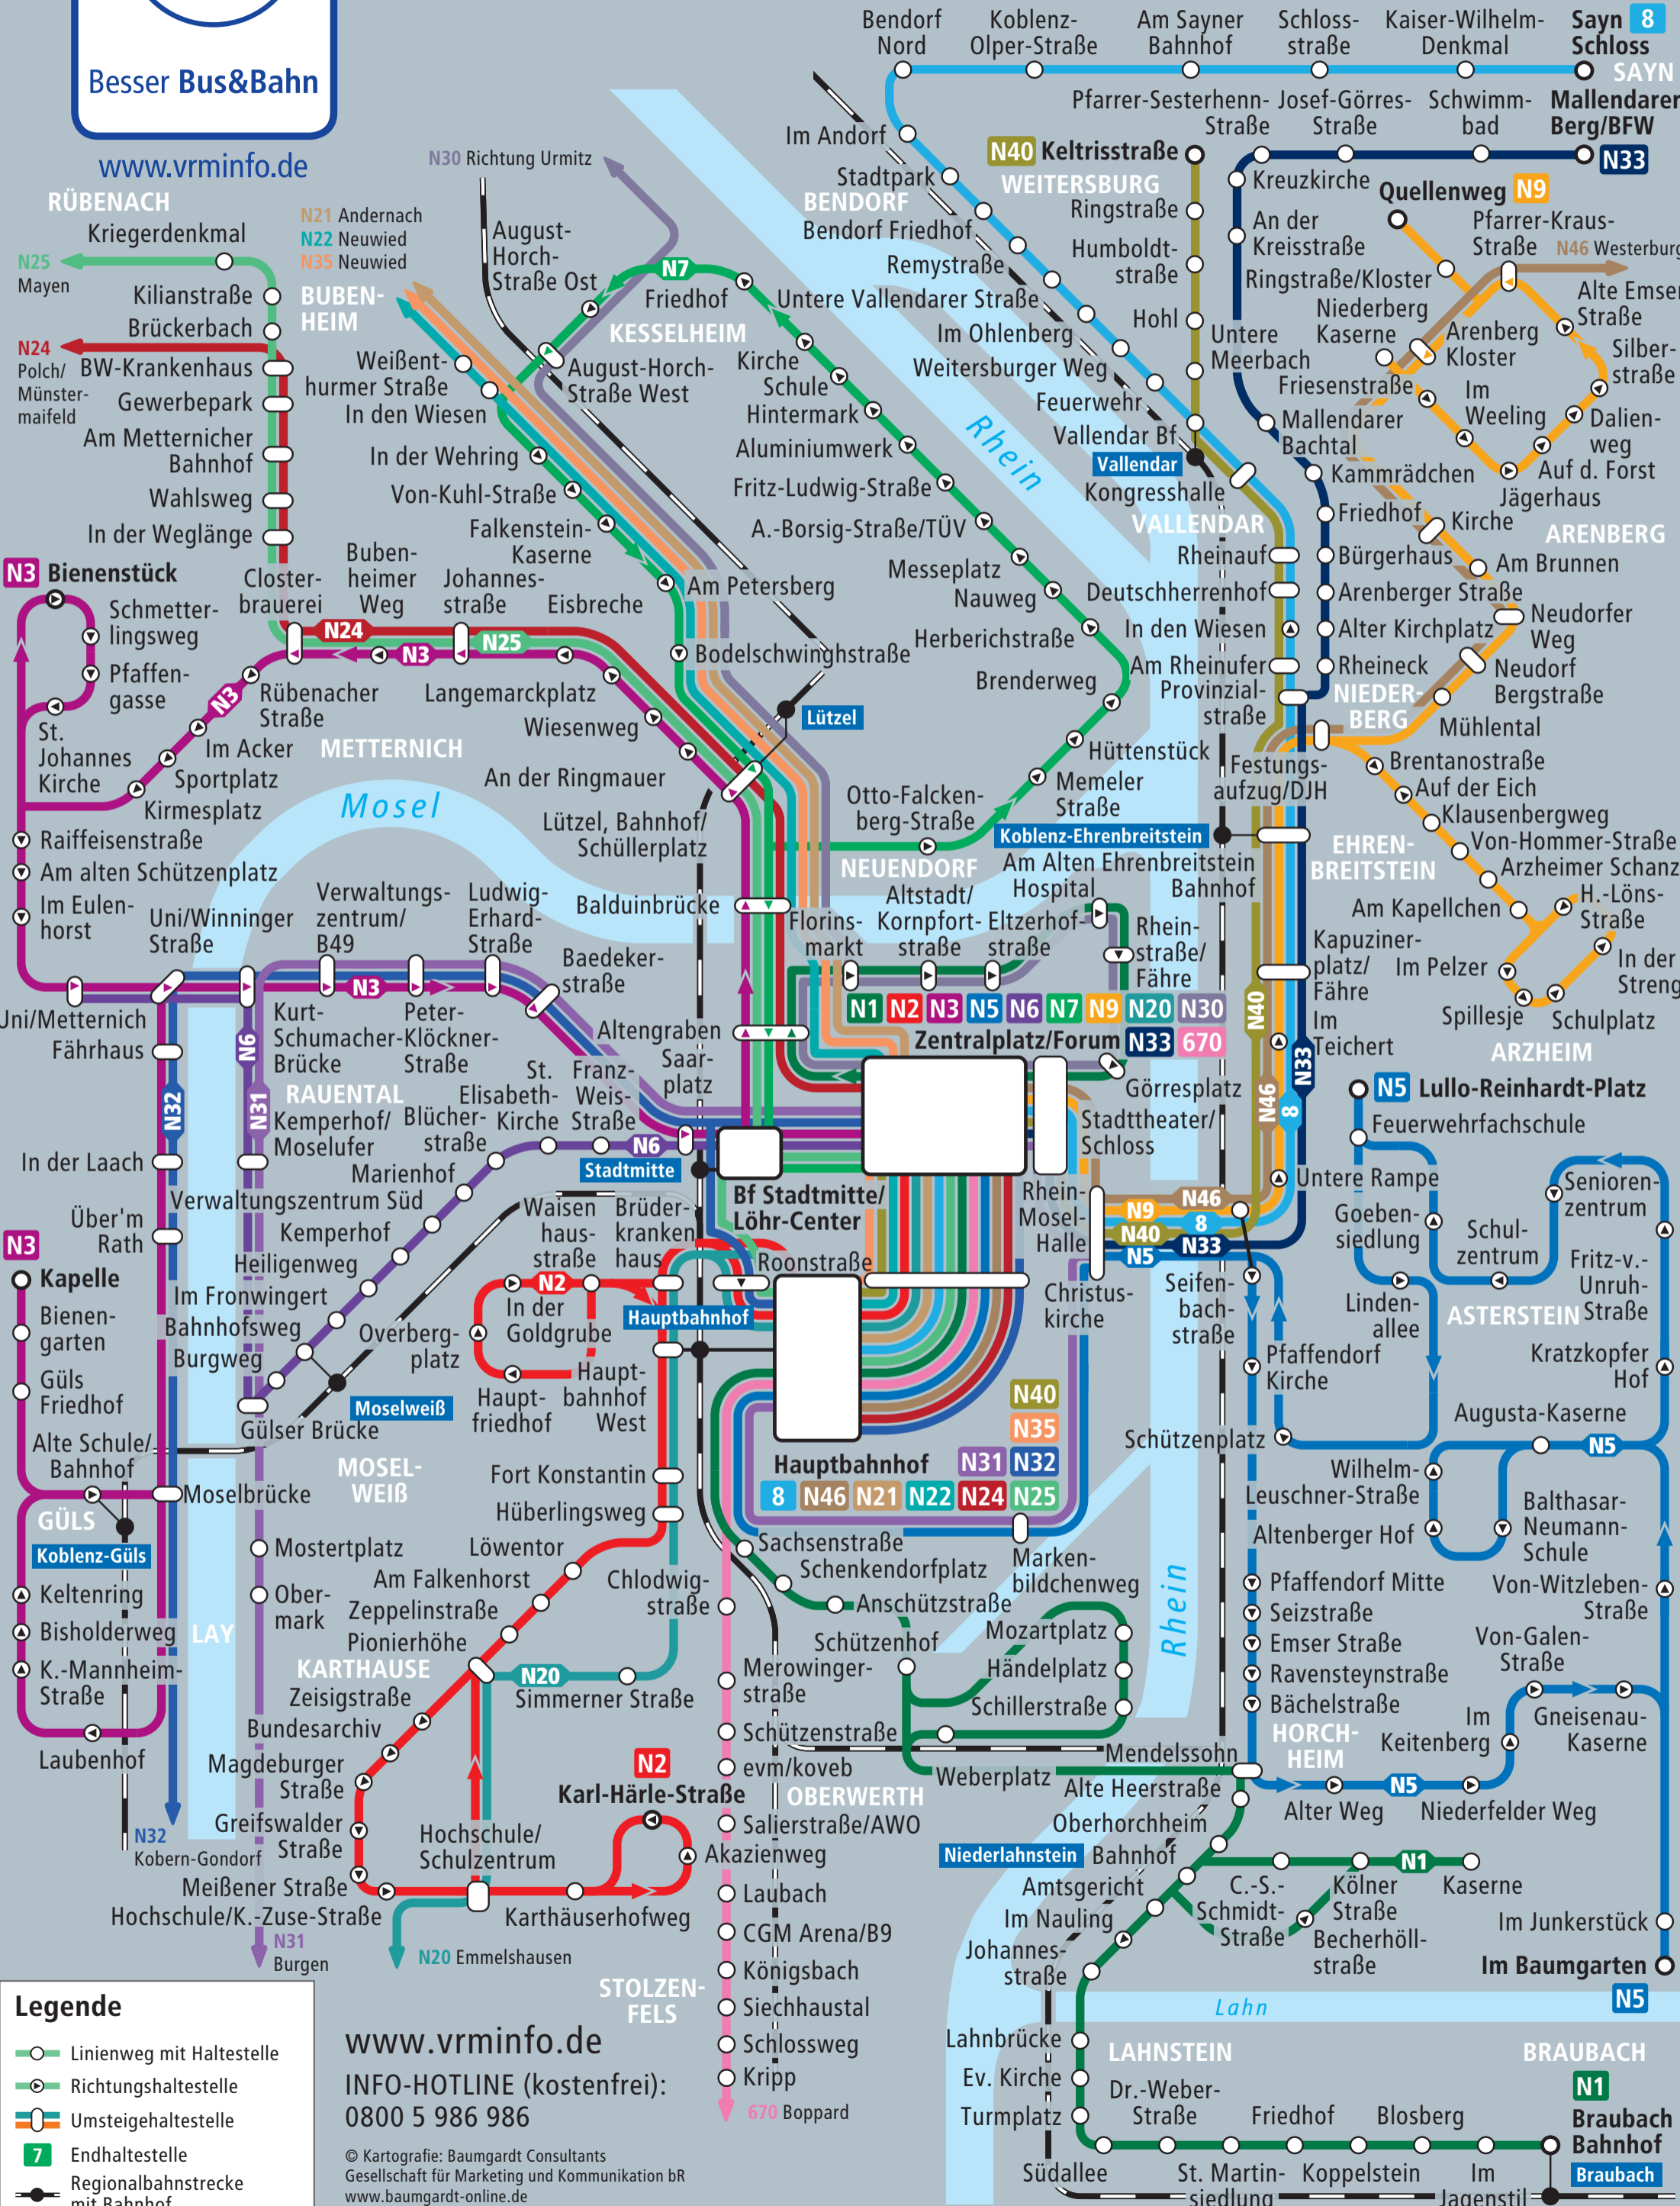 Besser Bus&Bahn
www.vrminfo.de
Bendorf
Nord
Koblenz-
Olper-Straße
Am Sayner
Bahnhof
Schloss-
straße
Kaiser-Wilhelm-
Denkmal
Sayn 8
Schloss
SAYN
Pfarrer-Sesterhenn-
Straße
Josef-Görres-
Straße
Schwimm-
bad
Mallendarer
Berg/BFW
N33
Im Andorf
Stadtpark
BENDORF
Bendorf Friedhof
Remystraße
Untere Vallendarer Straße
Im Ohlenberg
Weitersburger Weg
Feuerwehr
Vallendar Bf
Vallendar
Kongresshalle
VALLENDAR
N40 Keltrisstraße
WEITERSBURG
Ringstraße
Humboldt-
straße
Hohl
Untere
Meerbach
Kreuzkirche
An der
Kreisstraße
Mallendarer
Bachtal
Kammrädchen
Friedhof
Bürgerhaus
Arenberger Straße
Alter Kirchplatz
Rheineck
Quellenweg N9
Pfarrer-Kraus-
Straße
N46 Westerburg
Ringstraße/Kloster
Niederberg
Kaserne
Arenberg
Kloster
Alte Emser
Straße
Silber-
straße
Friesenstraße
Im
Weeling
Dalien-
weg
Auf d. Forst
Jägerhaus
Kirche
ARENBERG
Am Brunnen
Neudorfer
Weg
Neudorf
Bergstraße
Mühlental
NIEDER-
BERG
Rheinauf
Deutschherrenhof
In den Wiesen
Am Rheinufer
Provinzial-
straße
Festungs-
aufzug/DJH
Brentanostraße
Auf der Eich
Klausenbergweg
Von-Hommer-Straße
Arzheimer Schanze
H.-Löns-
Straße
Am Kapellchen
In der
Streng
Im Pelzer
Spillesje
Schulplatz
ARZHEIM
EHREN-
BREITSTEIN
Koblenz-Ehrenbreitstein
Ehrenbreitstein
Bahnhof
Kapuziner-
platz/
Fähre
Im
Teichert
N40
N46
8
N33
RÜBENACH
Kriegerdenkmal
N25
Mayen
Kilianstraße
Brückerbach
N24
Polch/
Münster-
maifeld
BW-Krankenhaus
Gewerbepark
Am Metternicher
Bahnhof
Wahlsweg
In der Weglänge
N21 Andernach
N22 Neuwied
N35 Neuwied
BUBEN-
HEIM
N30 Richtung Urmitz
August-
Horch-
Straße Ost
N7
Friedhof
KESSELHEIM
August-Horch-
Straße West
Weißent-
hurmer Straße
In den Wiesen
In der Wehring
Von-Kuhl-Straße
Falkenstein-
Kaserne
Am Petersberg
Bodelschwinghstraße
Kirche
Schule
Hintermark
Aluminiumwerk
Fritz-Ludwig-Straße
A.-Borsig-Straße/TÜV
Messeplatz
Nauweg
Herberichstraße
Brenderweg
Hüttenstück
Memeler
Straße
Otto-Falcken-
berg-Straße
NEUENDORF
Rhein
N3 Bienenstück
Schmetter-
lingsweg
Pfaffen-
gasse
St.
Johannes
Kirche
Closter-
brauerei
Buben-
heimer
Weg
Johannes-
straße
Eisbreche
N24
N25
N3
N3
Rübenacher
Straße
Im Acker
Sportplatz
Kirmesplatz
METTERNICH
Langemarckplatz
Wiesenweg
An der Ringmauer
Lützel
Lützel, Bahnhof/
Schüllerplatz
Mosel
Raiffeisenstraße
Am alten Schützenplatz
Im Eulen-
horst
Uni/Winninger
Straße
Verwaltungs-
zentrum/
B49
Ludwig-
Erhard-
Straße
Baedeker-
straße
N3
Uni/Metternich
Kurt-
Schumacher-
Brücke
Peter-
Klöckner-
Straße
Balduinbrücke
Altengraben
Florins-
markt
Altstadt/
Kornpfort-
straße
Eltzerhof-
straße
Am Alten
Hospital
Rhein-
straße/
Fähre
N1 N2 N3 N5 N6 N7 N9 N20 N30
Zentralplatz/Forum N33 670
Görresplatz
Stadttheater/
Schloss
Fährhaus
N32
N6
N31
RAUENTAL
Kemperhof/
Moselufer
Blücher-
straße
St.
Elisabeth-
Kirche
Franz-
Weis-
Straße
Saar-
platz
N6
Stadtmitte
Bf Stadtmitte/
Löhr-Center
In der Laach
Marienhof
Verwaltungszentrum Süd
Kemperhof
Heiligenweg
Im Fronwingert
Bahnhofsweg
Burgweg
Moselweiß
Gülser Brücke
Über'm
Rath
N3
Kapelle
Bienen-
garten
Güls
Friedhof
Alte Schule/
Bahnhof
Moselbrücke
GÜLS
Koblenz-Güls
Keltenring
Bisholderweg
K.-Mannheim-
Straße
Laubenhof
LAY
N32
Kobern-Gondorf
N31
Burgen
Mostertplatz
Ober-
mark
MOSEL-
WEIß
Waisen
haus-
straße
Brüder-
kranken
haus
Roonstraße
N2
In der
Goldgrube
Overberg-
platz
Haupt-
friedhof
Haupt-
bahnhof
West
Hauptbahnhof
Rhein-
Mosel-
Halle
N46
N9
8
N40
N33
N5
Christus-
kirche
N40
N35
Hauptbahnhof N31 N32
8 N46 N21 N22 N24 N25
Fort Konstantin
Hüberlingsweg
Löwentor
Am Falkenhorst
Zeppelinstraße
Pionierhöhe
KARTHAUSE
N20
Simmerner Straße
Zeisigstraße
Bundesarchiv
Magdeburger
Straße
Greifswalder
Straße
Meißener Straße
Hochschule/K.-Zuse-Straße
Hochschule/
Schulzentrum
N2
Karl-Härle-Straße
Akazienweg
Karthäuserhofweg
N20 Emmelshausen
Chlodwig-
straße
Merowinger-
straße
Schützenstraße
evm/koveb
OBERWERTH
Salierstraße/AWO
Laubach
CGM Arena/B9
Königsbach
Siechhaustal
Schlossweg
Kripp
670 Boppard
STOLZEN-
FELS
Sachsenstraße
Schenkendorfplatz
Anschützstraße
Marken-
bildchenweg
Schützenhof
Mozartplatz
Händelplatz
Schillerstraße
Weberplatz
Mendelssohn
Alte Heerstraße
Oberhorchheim
Niederlahnstein Bahnhof
Amtsgericht
Im Nauling
Johannes-
straße
C.-S.-
Schmidt-
Straße
Kölner
Straße
N1
Kaserne
Becherhöll-
straße
Rhein
N5 Lullo-Reinhardt-Platz
Feuerwehrfachschule
Untere Rampe
Goeben-
siedlung
Schul-
zentrum
Senioren-
zentrum
Fritz-v.-
Unruh-
Straße
Linden-
allee
ASTERSTEIN
Kratzkopfer
Hof
Seifen-
bach-
straße
Pfaffendorf
Kirche
Schützenplatz
Augusta-Kaserne
N5
Wilhelm-
Leuschner-Straße
Altenberger Hof
Balthasar-
Neumann-
Schule
Von-Witzleben-
Straße
Pfaffendorf Mitte
Seizstraße
Emser Straße
Ravensteynstraße
Bächelstraße
HORCH-
HEIM
Von-Galen-
Straße
Im
Keitenberg
Gneisenau-
Kaserne
N5
Alter Weg
Niederfelder Weg
Im Junkerstück
Im Baumgarten
N5
Lahn
Lahnbrücke
LAHNSTEIN
BRAUBACH
Ev. Kirche
Turmplatz
Südallee
Dr.-Weber-
Straße
St. Martin-
siedlung
Friedhof
Koppelstein
Blosberg
Im
Jagenstil
N1
Braubach
Bahnhof
Braubach
Legende
Linienweg mit Haltestelle
Richtungshaltestelle
Umsteigehaltestelle
7 Endhaltestelle
Regionalbahnstrecke
mit Bahnhof
www.vrminfo.de
INFO-HOTLINE (kostenfrei):
0800 5 986 986
© Kartografie: Baumgardt Consultants
Gesellschaft für Marketing und Kommunikation bR
www.baumgardt-online.de